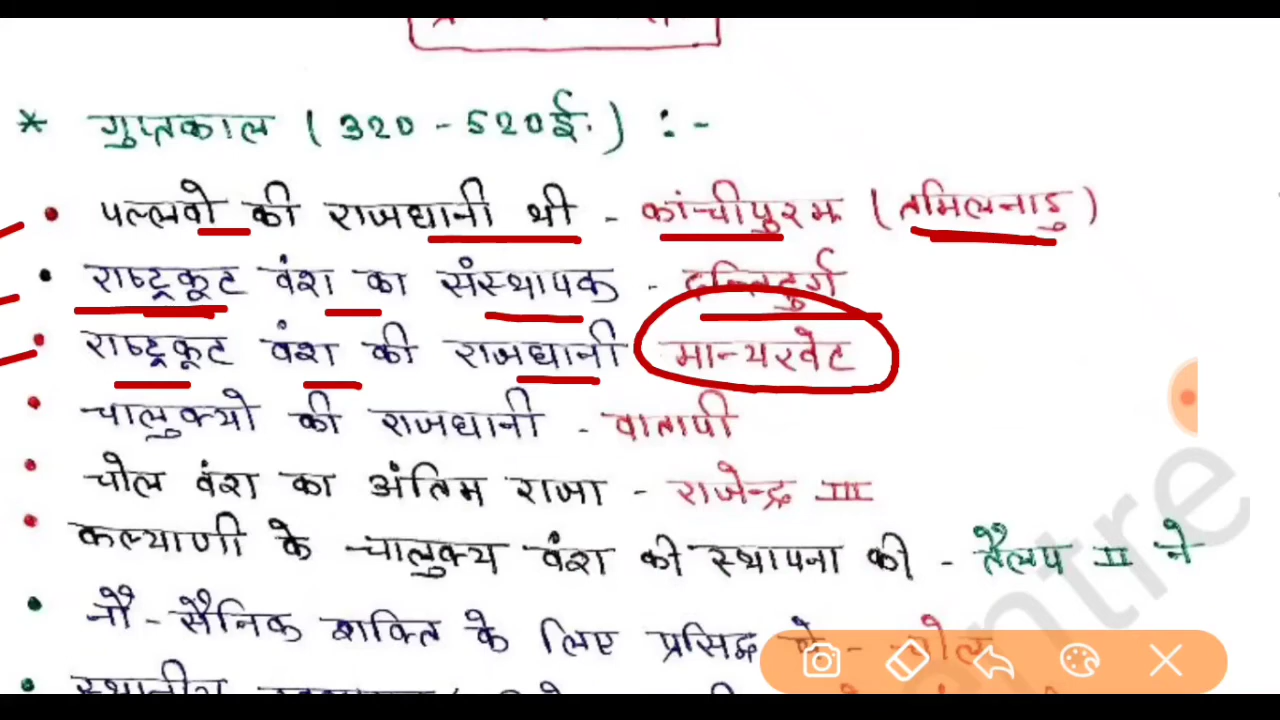 * गुप्तकाल ( 320 - 520ई. ) : -
• पल्लवो की राजधानी थी - कांचीपुरम ( तमिलनाडु )
• राष्ट्रकूट वंश का संस्थापक - दन्तिदुर्ग
• राष्ट्रकूट वंश की राजधानी मान्यखेट
• चालुक्यो की राजधानी - वातापी
• चोल वंश का अंतिम राजा - राजेन्द्र III
• कल्याणी के चालुक्य वंश की स्थापना की - तैलप II ने
• नौ - सैनिक शक्ति के लिए प्रसिद्ध थे - चोल
• स्थानीय
entre